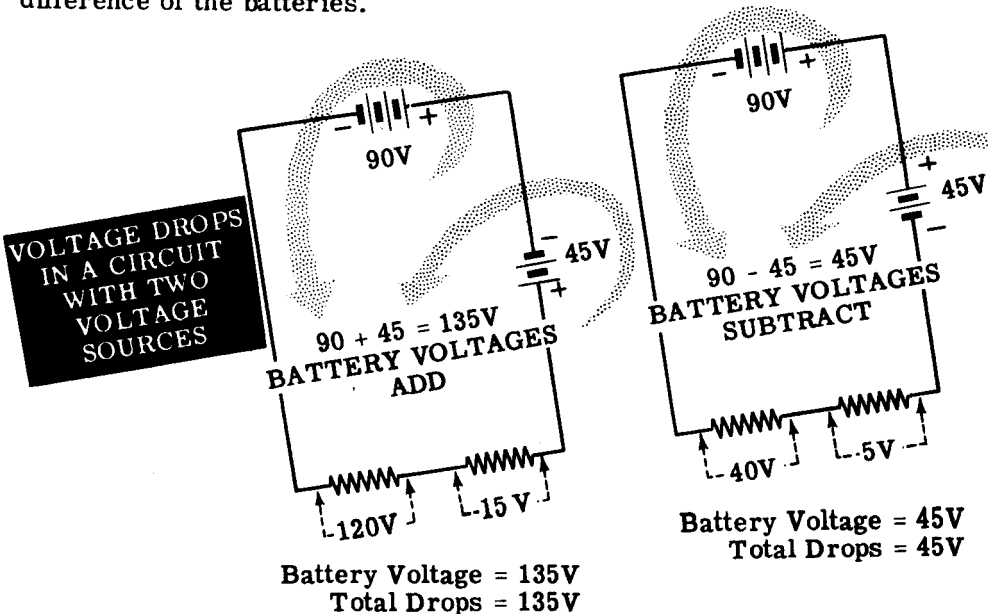 difference of the batteries.
VOLTAGE DROPS
IN A CIRCUIT
WITH TWO
VOLTAGE
SOURCES
- +
90V
-
45V
+
90 + 45 = 135V
BATTERY VOLTAGES
ADD
120V
15 V
Battery Voltage = 135V
Total Drops = 135V
- +
90V
+
45V
-
90 - 45 = 45V
BATTERY VOLTAGES
SUBTRACT
40V
5V
Battery Voltage = 45V
Total Drops = 45V